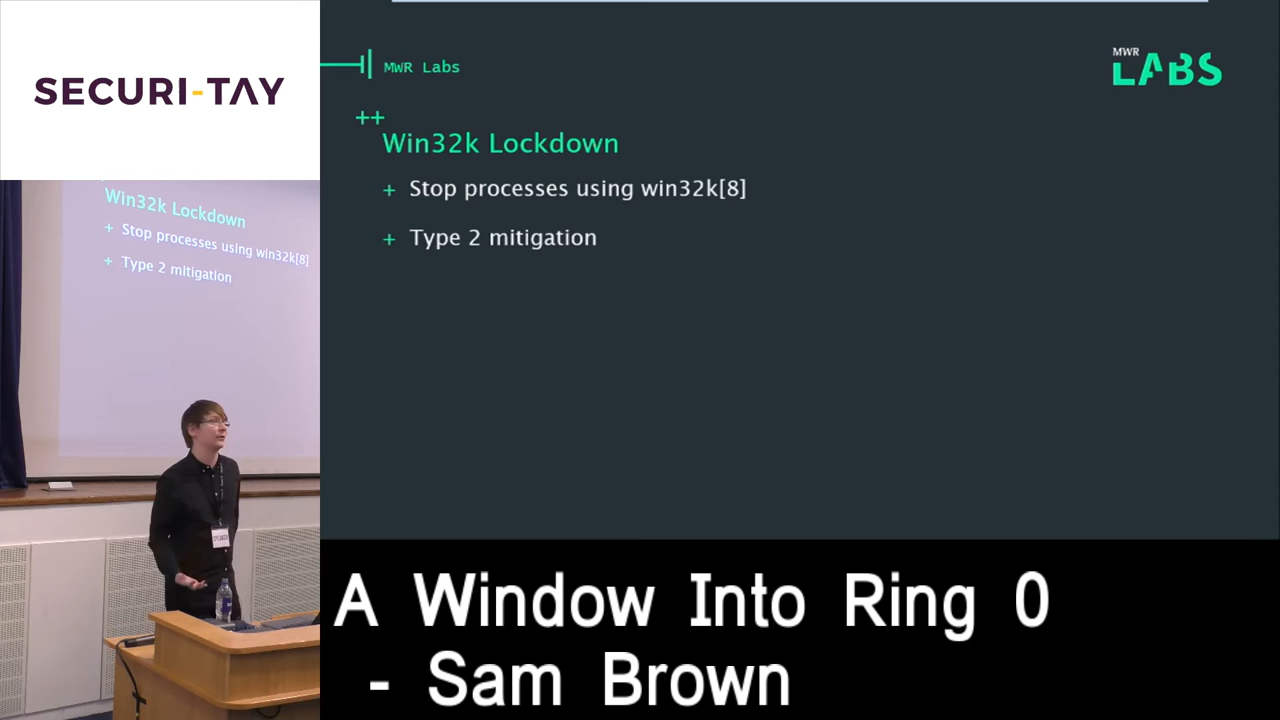 SECURI-TAY
MWR Labs
MWR
LABS
++
Win32k Lockdown
+ Stop processes using win32k[8]
+ Type 2 mitigation
Win32k Lockdown
+ Stop processes using win32k[8]
+ Type 2 mitigation
SPEAKER
A Window Into Ring 0
- Sam Brown